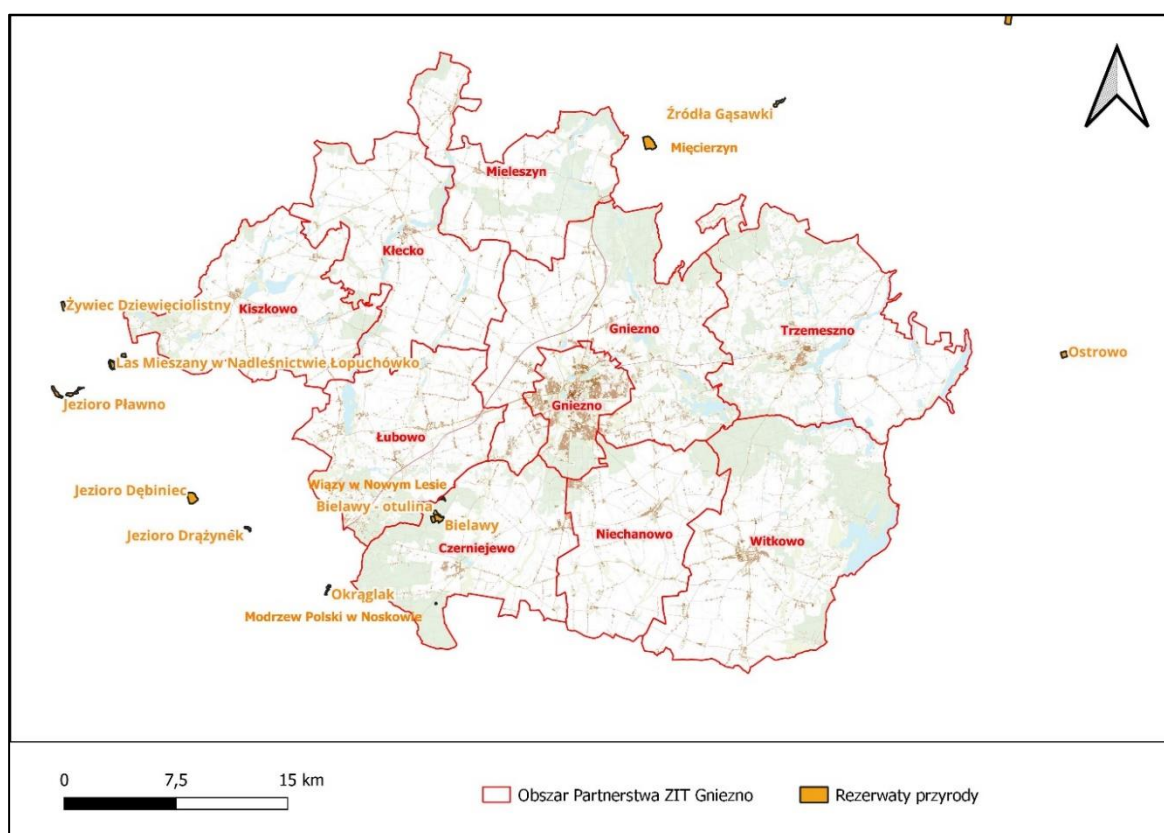 Źródła Gąsawki
Mięcierzyn
Mieleszyn
Kłecko
Żywiec Dziewięciolistny
Kiszkowo
Gniezno
Trzemeszno
Las Mieszany w Nadleśnictwie Łopuchówko
Ostrowo
Jezioro Pławno
Gniezno
Łubowo
Wiązy w Nowym Lesie
Jezioro Dębiniec
Bielawy - otulina
Bielawy
Jezioro Drążynek
Niechanowo
Witkowo
Czerniejewo
Okrąglak
Modrzew Polski w Noskowie
0 7,5 15 km
Obszar Partnerstwa ZIT Gniezno
Rezerwaty przyrody